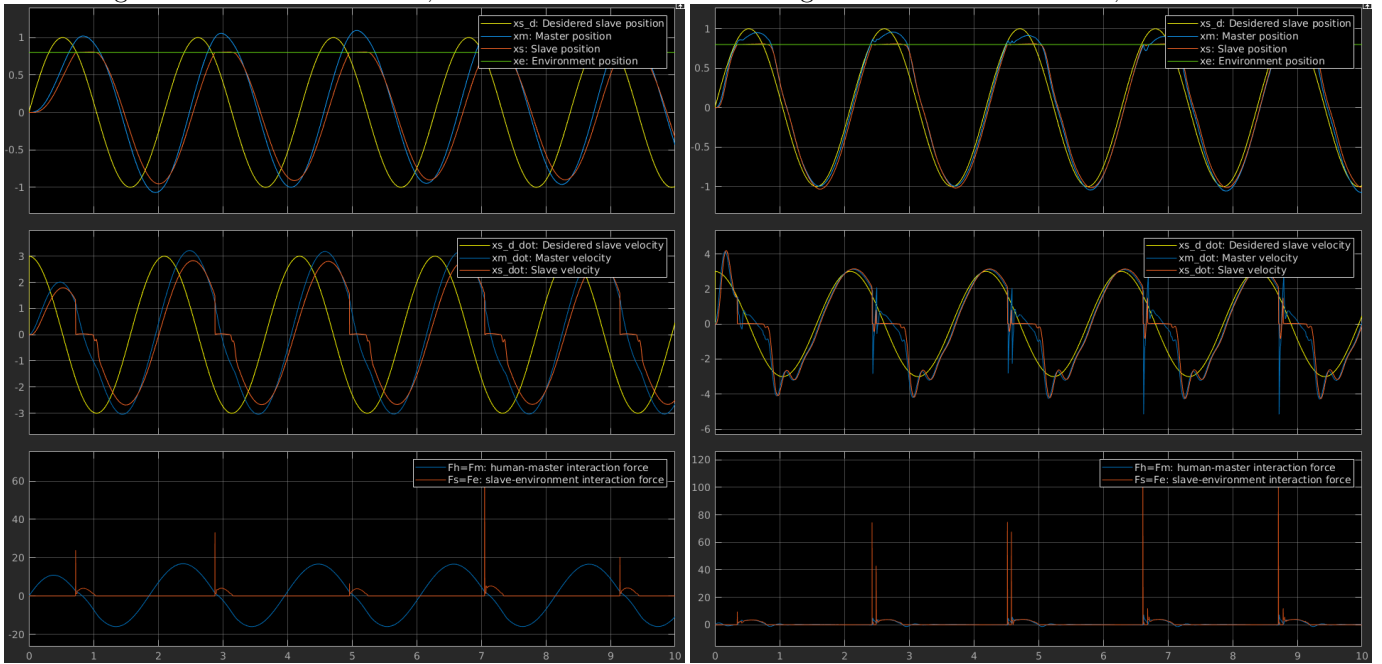 xs_d: Desidered slave position
xm: Master position
xs: Slave position
xe: Environment position
1
0.5
0
-0.5
-1
xs_d_dot: Desidered slave velocity
xm_dot: Master velocity
xs_dot: Slave velocity
3
2
1
0
-1
-2
-3
Fh=Fm: human-master interaction force
Fs=Fe: slave-environment interaction force
60
40
20
0
-20
0 1 2 3 4 5 6 7 8 9 10
xs_d: Desidered slave position
xm: Master position
xs: Slave position
xe: Environment position
1
0.5
0
-0.5
-1
xs_d_dot: Desidered slave velocity
xm_dot: Master velocity
xs_dot: Slave velocity
4
2
0
-2
-4
-6
Fh=Fm: human-master interaction force
Fs=Fe: slave-environment interaction force
120
100
80
60
40
20
0
0 1 2 3 4 5 6 7 8 9 10